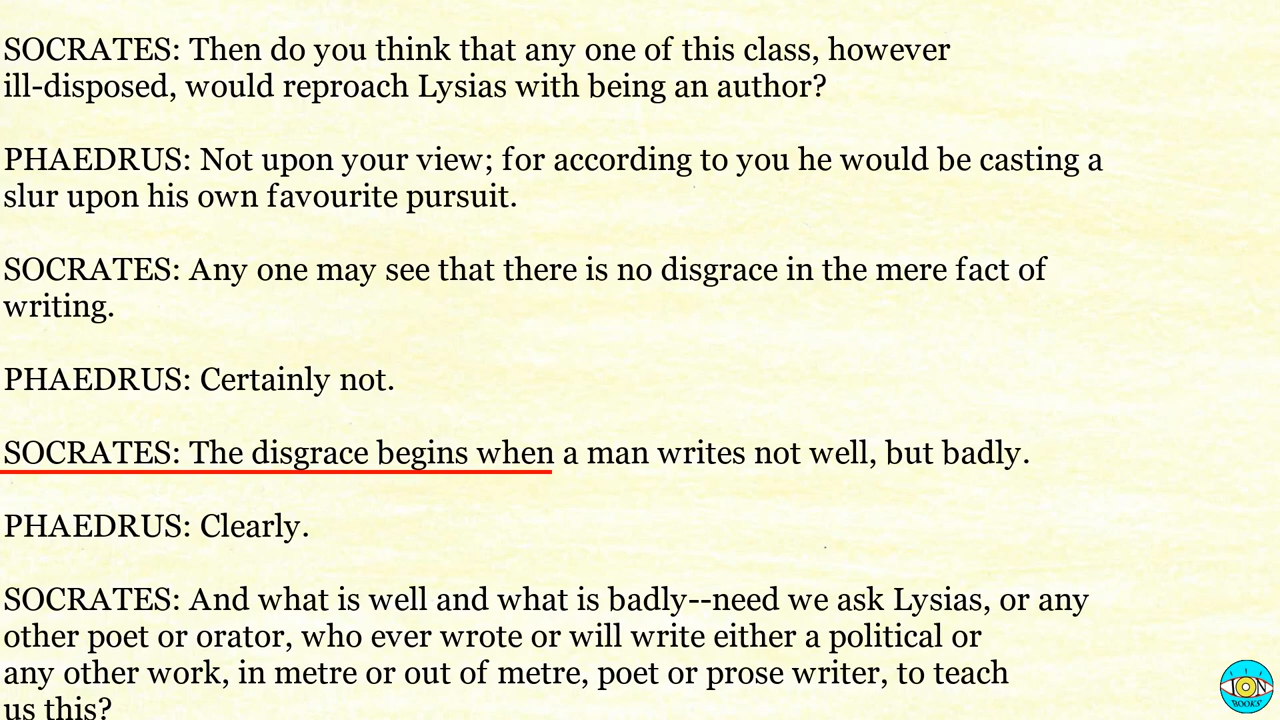 SOCRATES: Then do you think that any one of this class, however
ill-disposed, would reproach Lysias with being an author?
PHAEDRUS: Not upon your view; for according to you he would be casting a
slur upon his own favourite pursuit.
SOCRATES: Any one may see that there is no disgrace in the mere fact of
writing.
PHAEDRUS: Certainly not.
SOCRATES: The disgrace begins when a man writes not well, but badly.
PHAEDRUS: Clearly.
SOCRATES: And what is well and what is badly--need we ask Lysias, or any
other poet or orator, who ever wrote or will write either a political or
any other work, in metre or out of metre, poet or prose writer, to teach
us this?
ION
BOOKS